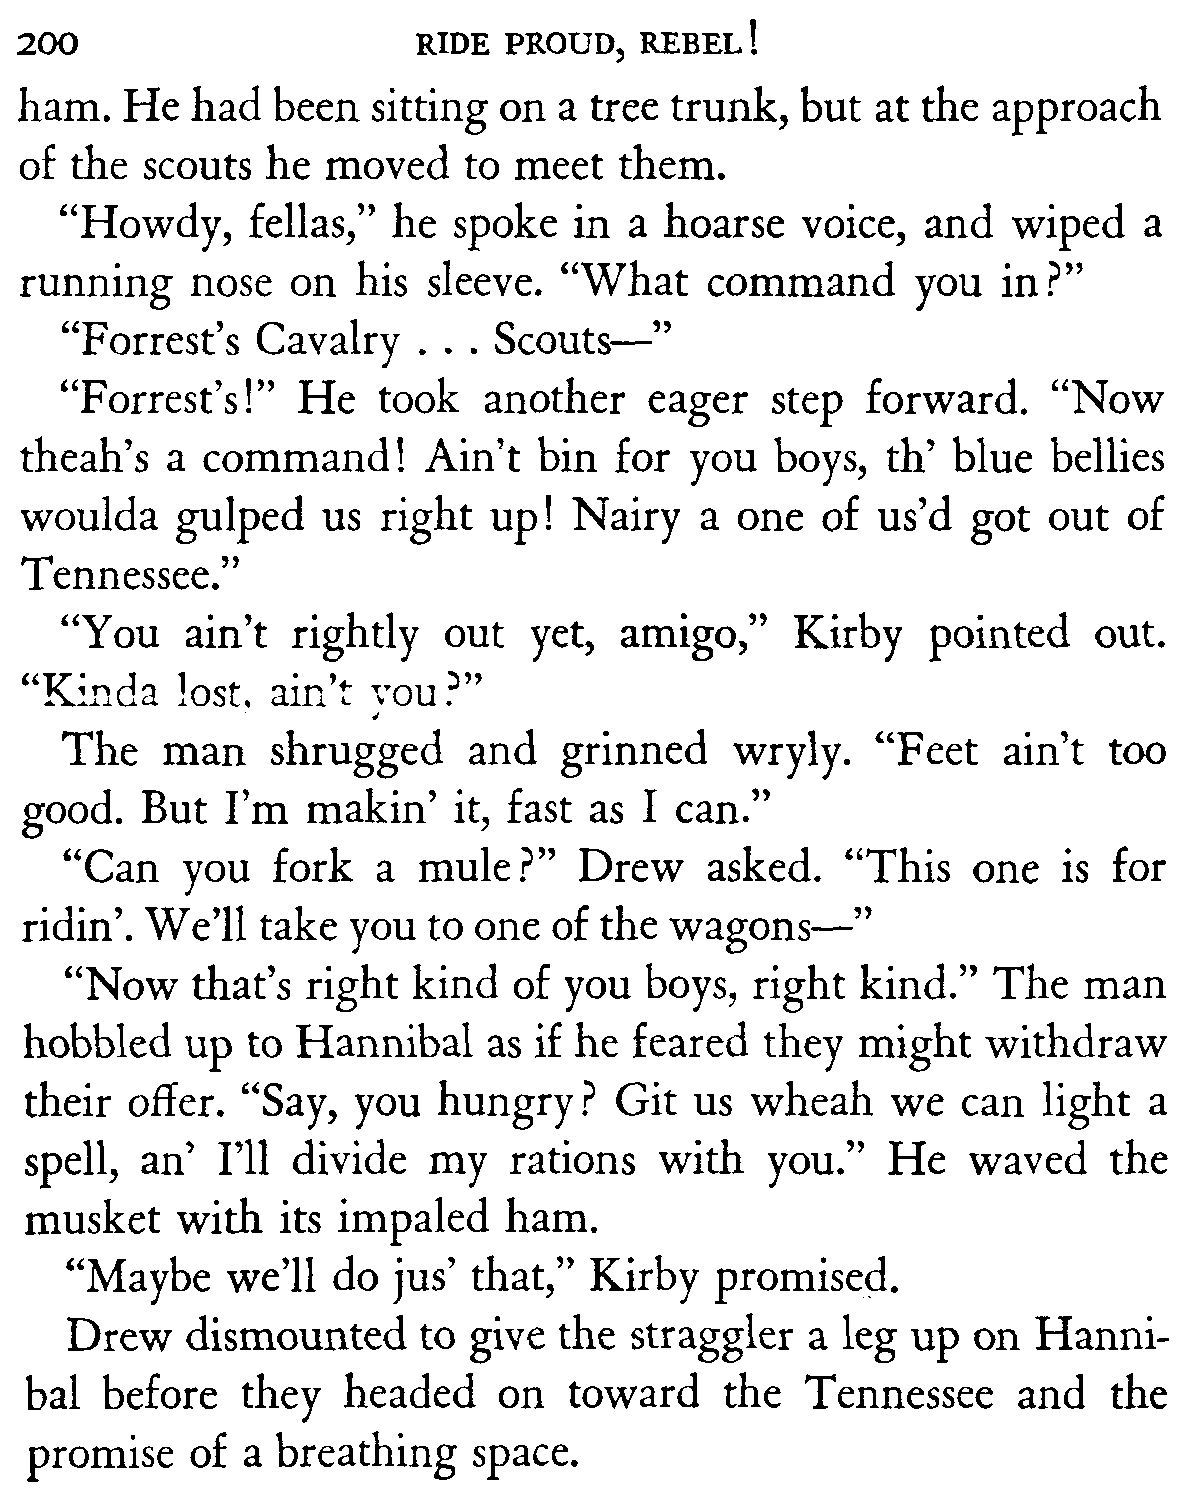 200 RIDE PROUD, REBEL!
ham. He had been sitting on a tree trunk, but at the approach
of the scouts he moved to meet them.
“Howdy, fellas,” he spoke in a hoarse voice, and wiped a
running nose on his sleeve. “What command you in?”
“Forrest’s Cavalry . . . Scouts—”
“Forrest’s!” He took another eager step forward. “Now
theah’s a command! Ain’t bin for you boys, th’ blue bellies
woulda gulped us right up! Nairy a one of us’d got out of
Tennessee.”
“You ain’t rightly out yet, amigo,” Kirby pointed out.
“Kinda lost, ain’t you?”
The man shrugged and grinned wryly. “Feet ain’t too
good. But I’m makin’ it, fast as I can.”
“Can you fork a mule?” Drew asked. “This one is for
ridin’. We’ll take you to one of the wagons—”
“Now that’s right kind of you boys, right kind.” The man
hobbled up to Hannibal as if he feared they might withdraw
their offer. “Say, you hungry? Git us wheah we can light a
spell, an’ I’ll divide my rations with you.” He waved the
musket with its impaled ham.
“Maybe we’ll do jus’ that,” Kirby promised.
Drew dismounted to give the straggler a leg up on Hanni-
bal before they headed on toward the Tennessee and the
promise of a breathing space.